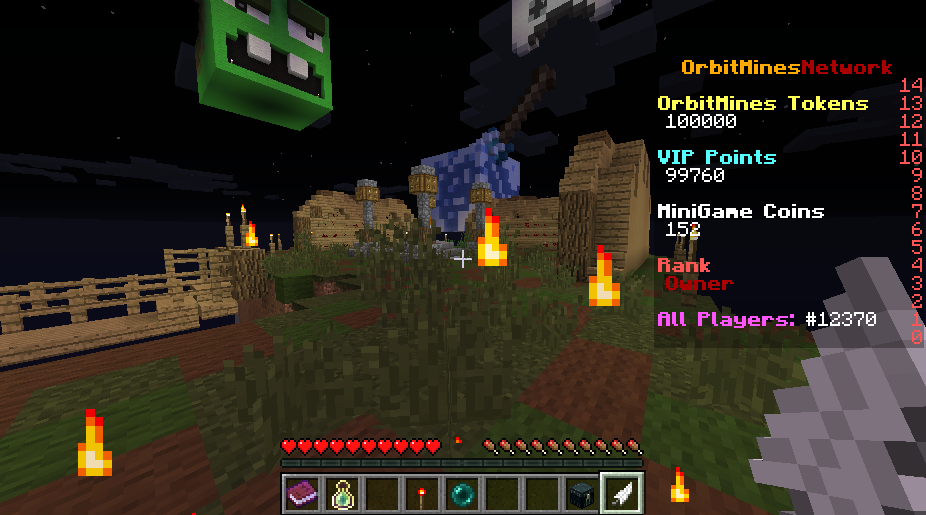 OrbitMinesNetwork
14
OrbitMines Tokens 13
100000 12
11
VIP Points 10
99760 9
8
MiniGame Coins 7
152 6
5
Rank 4
Owner 3
2
All Players: #12370 1
0